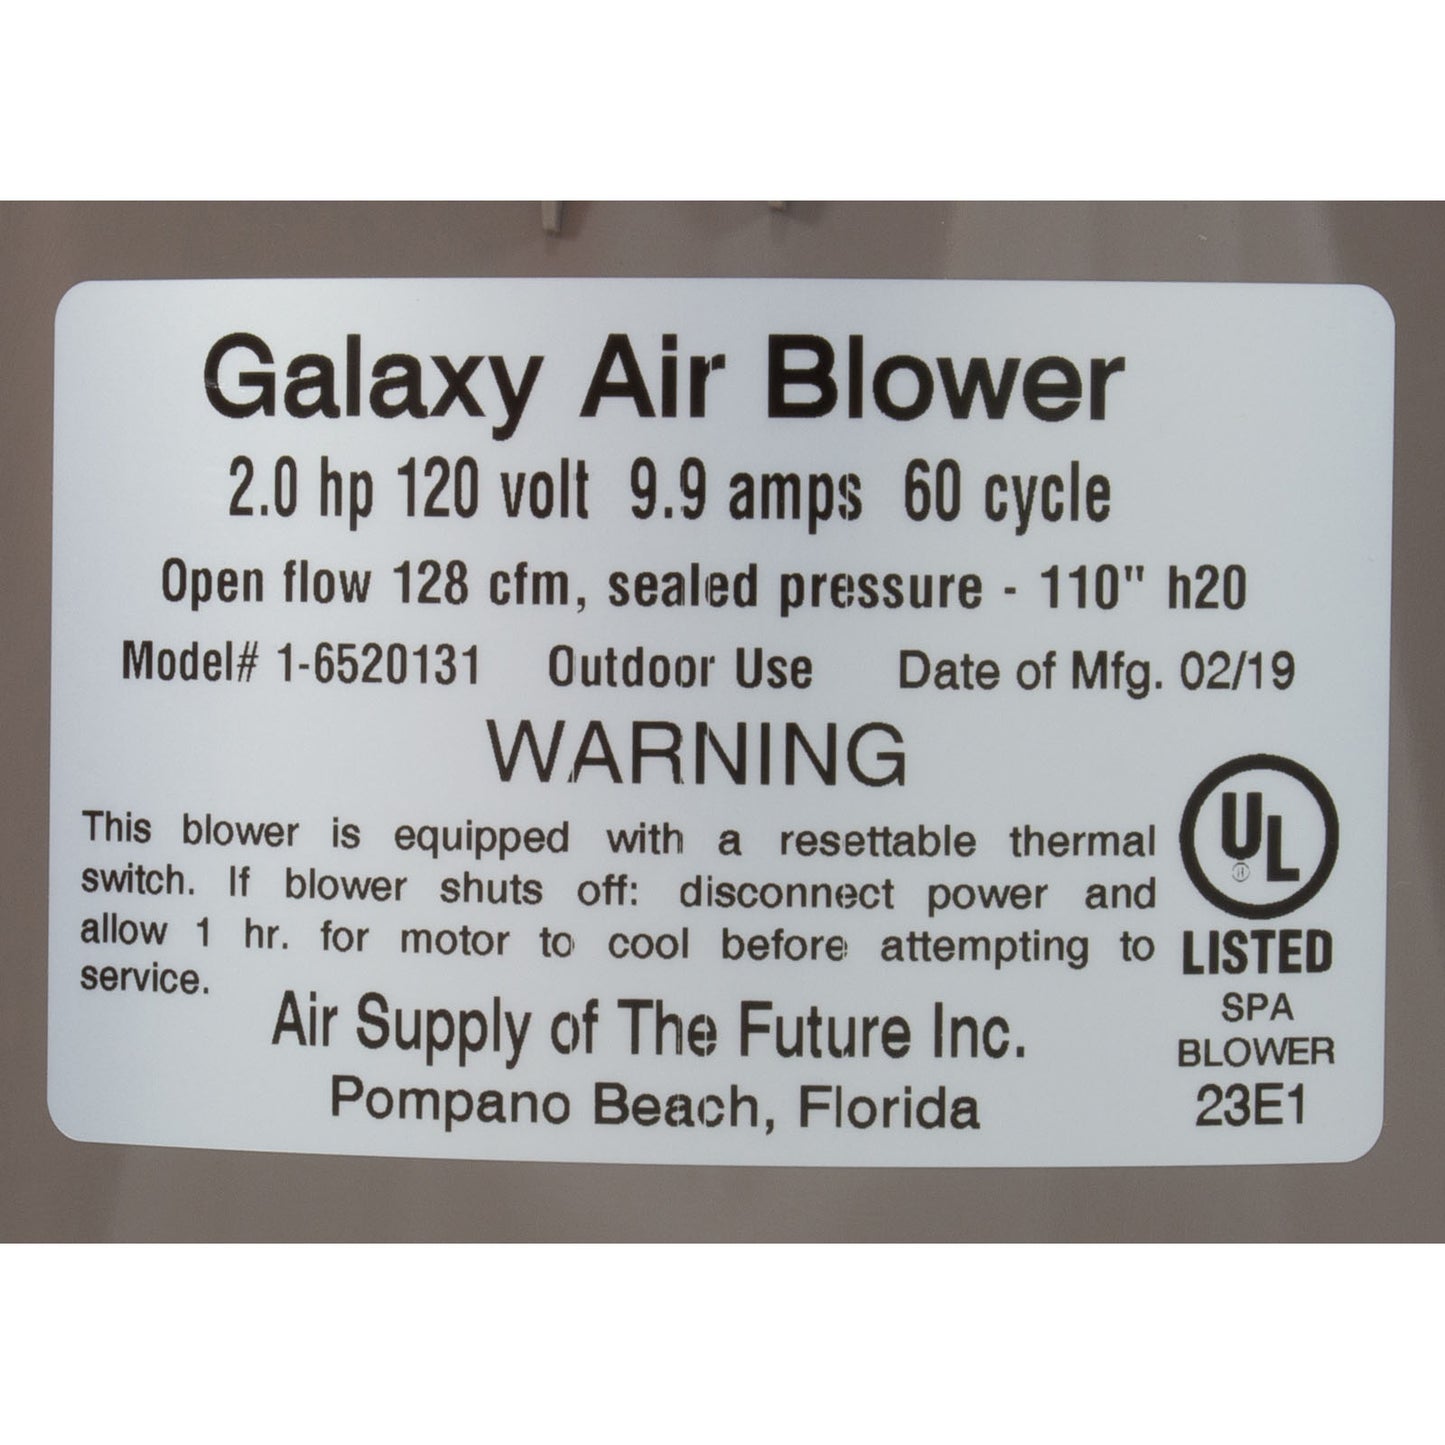 Galaxy Air Blower
2.0 hp 120 volt 9.9 amps 60 cycle
Open flow 128 cfm, sealed pressure - 110" h20
Model# 1-6520131 Outdoor Use Date of Mfg. 02/19
WARNING
This blower is equipped with a resettable thermal
switch. If blower shuts off: disconnect power and
allow 1 hr. for motor to cool before attempting to
service.
Air Supply of The Future Inc.
Pompano Beach, Florida
UL
®
LISTED
SPA
BLOWER
23E1